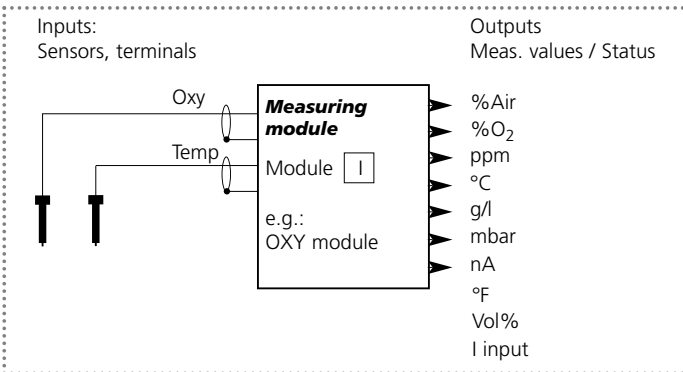 Inputs:
Sensors, terminals
Outputs
Meas. values / Status
Oxy
Temp
Measuring
module
Module I
e.g.:
OXY module
%Air
%O₂
ppm
°C
g/l
mbar
nA
°F
Vol%
I input